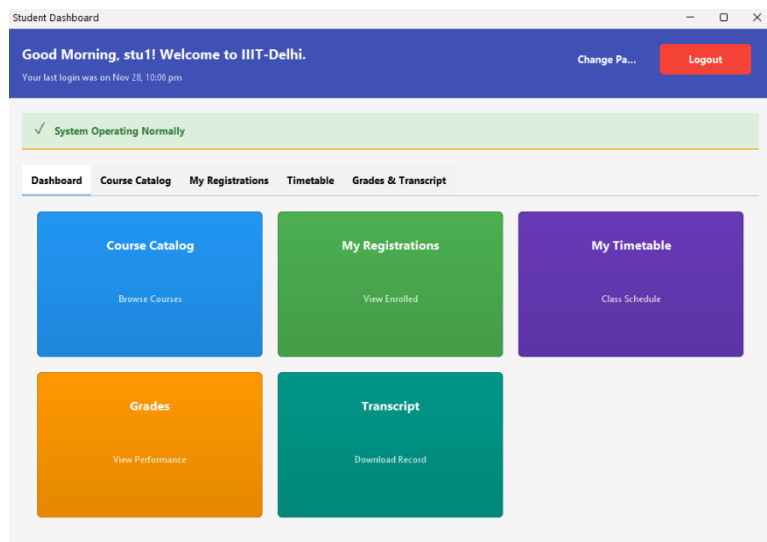 Student Dashboard
Good Morning, stu1! Welcome to IIIT-Delhi.
Your last login was on Nov 28, 10:06 pm
Change Pa...
Logout
✓ System Operating Normally
Dashboard Course Catalog My Registrations Timetable Grades & Transcript
Course Catalog
Browse Courses
My Registrations
View Enrolled
My Timetable
Class Schedule
Grades
View Performance
Transcript
Download Record